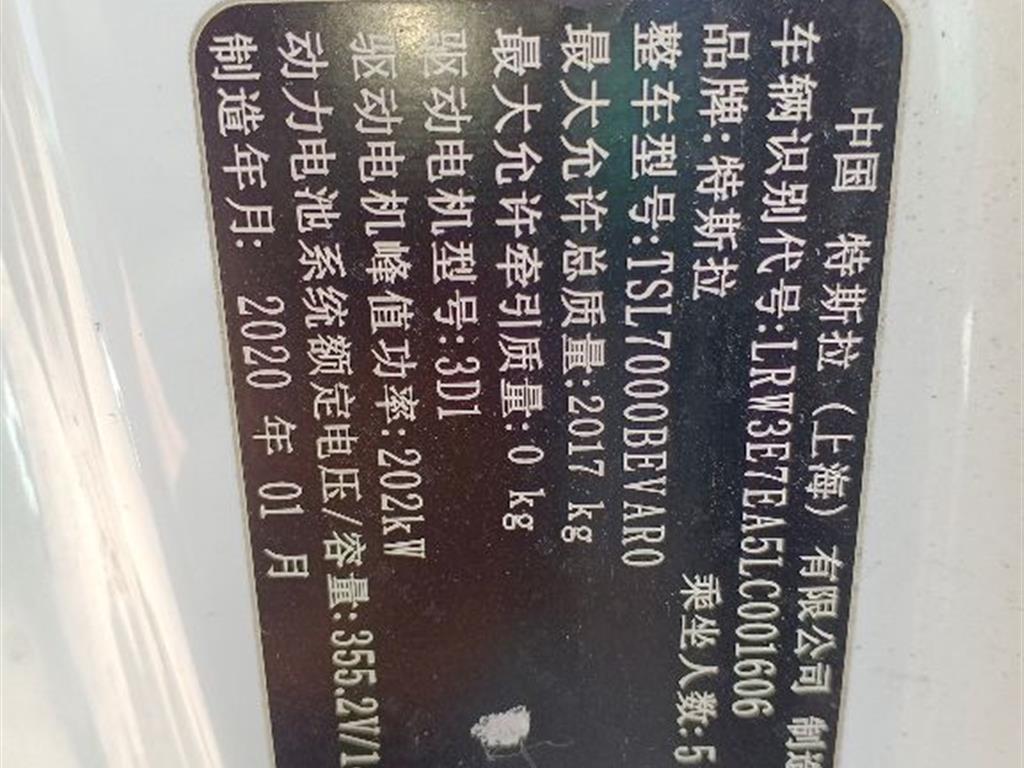 中国 特斯拉（上海）有限公司 制造
车辆识别代号:LRW3E7EA5LC001606
品牌:特斯拉 乘坐人数:5
整车型号:TSL7000BEVAR0
最大允许总质量:2017 kg
最大允许牵引质量:0 kg
驱动电机型号:3D1
驱动电机峰值功率:202kW
动力电池系统额定电压/容量:355.2V/1
制造年月: 2020 年 01 月